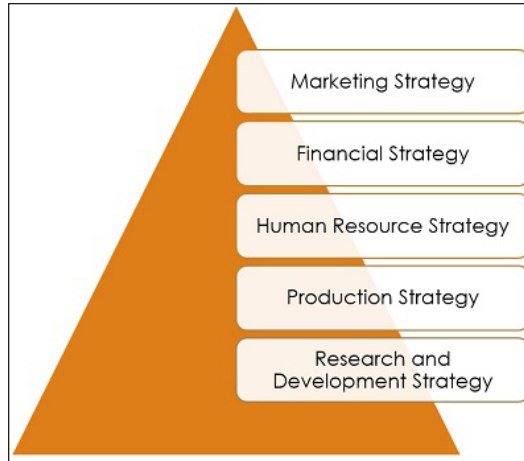 Marketing Strategy
Financial Strategy
Human Resource Strategy
Production Strategy
Research and
Development Strategy